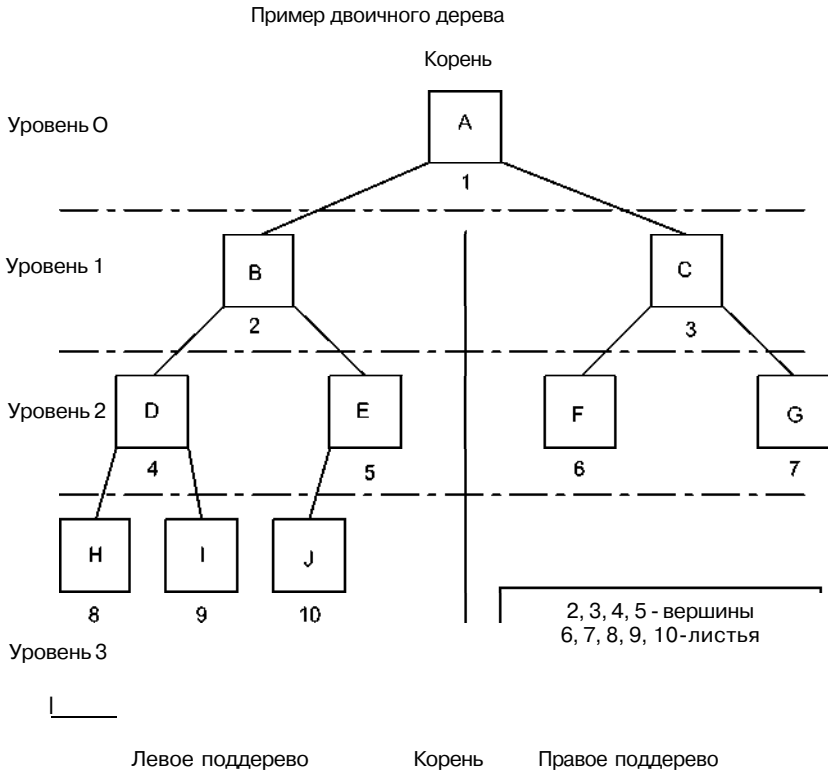 Пример двоичного дерева
Корень
Уровень 0
A
1
Уровень 1
B
C
2
3
Уровень 2
D
E
F
G
4
5
6
7
H
I
J
8
9
10
2, 3, 4, 5 - вершины
6, 7, 8, 9, 10-листья
Уровень 3
Левое поддерево Корень Правое поддерево